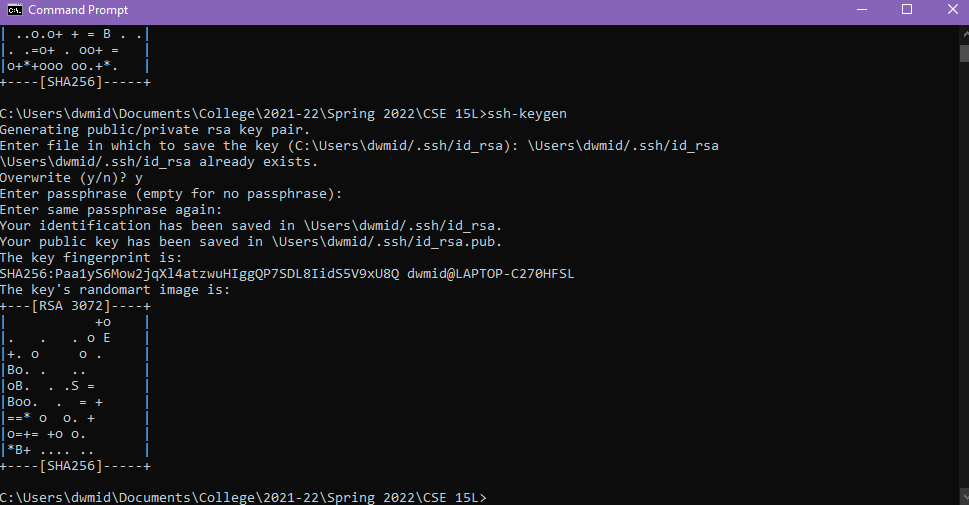 Command Prompt
| ..o.o+ + = B . .|
|. .=o+ . oo+ =   |
|o+*+ooo oo.+*.   |
+----[SHA256]-----+
C:\Users\dwmid\Documents\College\2021-22\Spring 2022\CSE 15L>ssh-keygen
Generating public/private rsa key pair.
Enter file in which to save the key (C:\Users\dwmid/.ssh/id_rsa): \Users\dwmid/.ssh/id_rsa
\Users\dwmid/.ssh/id_rsa already exists.
Overwrite (y/n)? y
Enter passphrase (empty for no passphrase):
Enter same passphrase again:
Your identification has been saved in \Users\dwmid/.ssh/id_rsa.
Your public key has been saved in \Users\dwmid/.ssh/id_rsa.pub.
The key fingerprint is:
SHA256:Paa1yS6Mow2jqXl4atzwuHIggQP7SDL8IidS5V9xU8Q dwmid@LAPTOP-C270HFSL
The key's randomart image is:
+---[RSA 3072]----+
|           +o    |
|.   .   . o E    |
|+. o     o .     |
|Bo. .   ..       |
|oB.  . .S =      |
|Boo.  .  = +     |
|==* o  o. +      |
|o=+= +o o.       |
|*B+ .... ..      |
+----[SHA256]-----+
C:\Users\dwmid\Documents\College\2021-22\Spring 2022\CSE 15L>